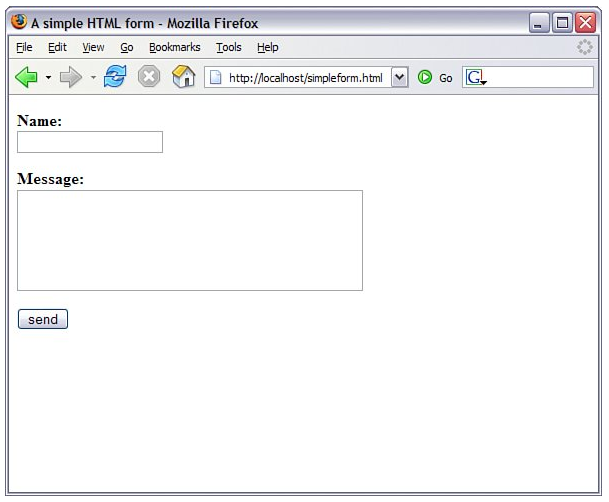 A simple HTML form - Mozilla Firefox
File Edit View Go Bookmarks Tools Help
http://localhost/simpleform.html Go G
Name:
Message:
send